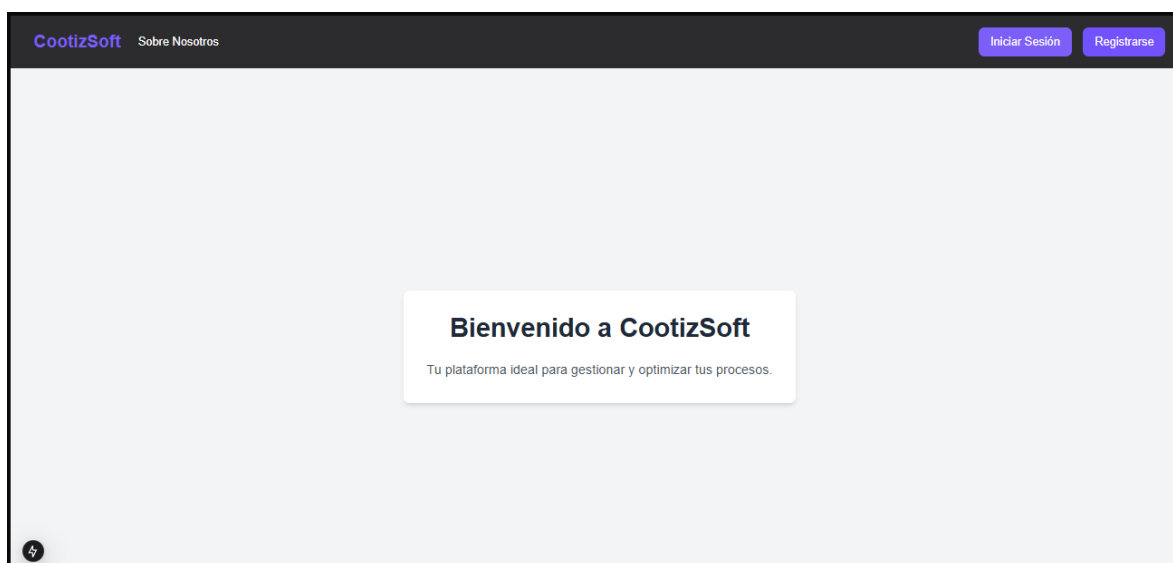 CootizSoft Sobre Nosotros Iniciar Sesión Registrarse
Bienvenido a CootizSoft
Tu plataforma ideal para gestionar y optimizar tus procesos.